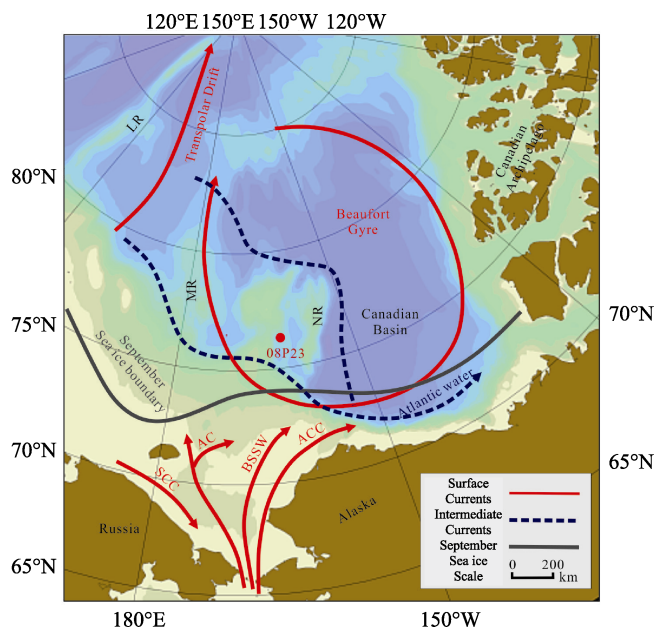 120°E 150°E 150°W 120°W
LR
Transpolar Drift
Canadian
Archipelago
80°N
Beaufort
Gyre
MR
NR
Canadian
Basin
70°N
75°N
08P23
September
Sea ice boundary
Atlantic water
70°N
AC
BSSW
ACC
SCC
65°N
Russia
Alaska
65°N
Surface
Currents
Intermediate
Currents
September
Sea ice
Scale
0 200
km
180°E
150°W